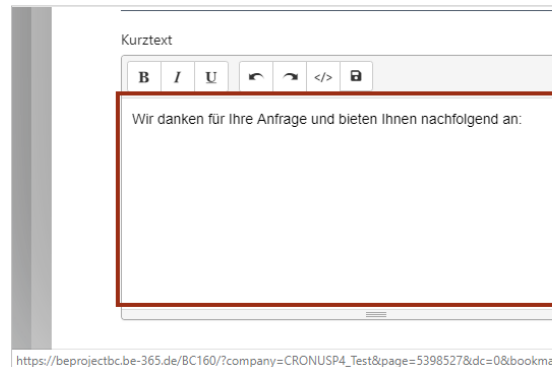 Kurztext
B I U </>
Wir danken für Ihre Anfrage und bieten Ihnen nachfolgend an:
https://beprojectbc.be-365.de/BC160/?company=CRONUSP4_Test&page=5398527&dc=0&bookma